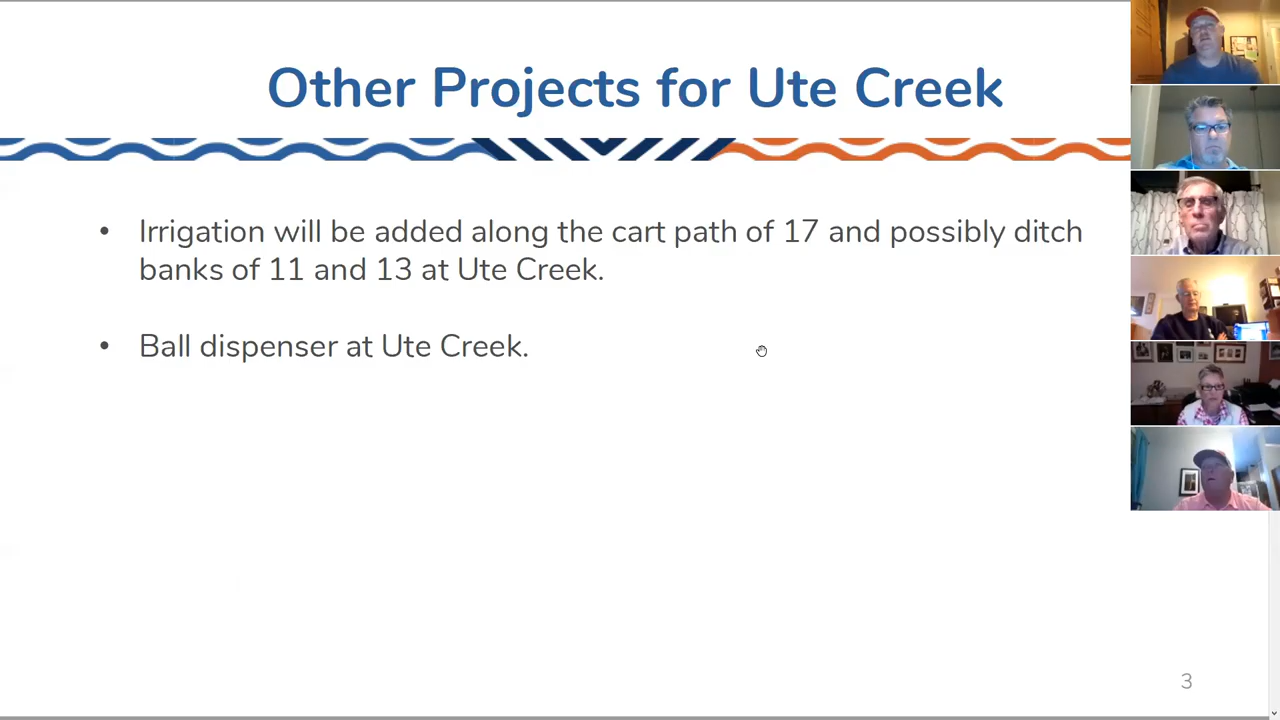 Other Projects for Ute Creek
• Irrigation will be added along the cart path of 17 and possibly ditch
banks of 11 and 13 at Ute Creek.
• Ball dispenser at Ute Creek.
3